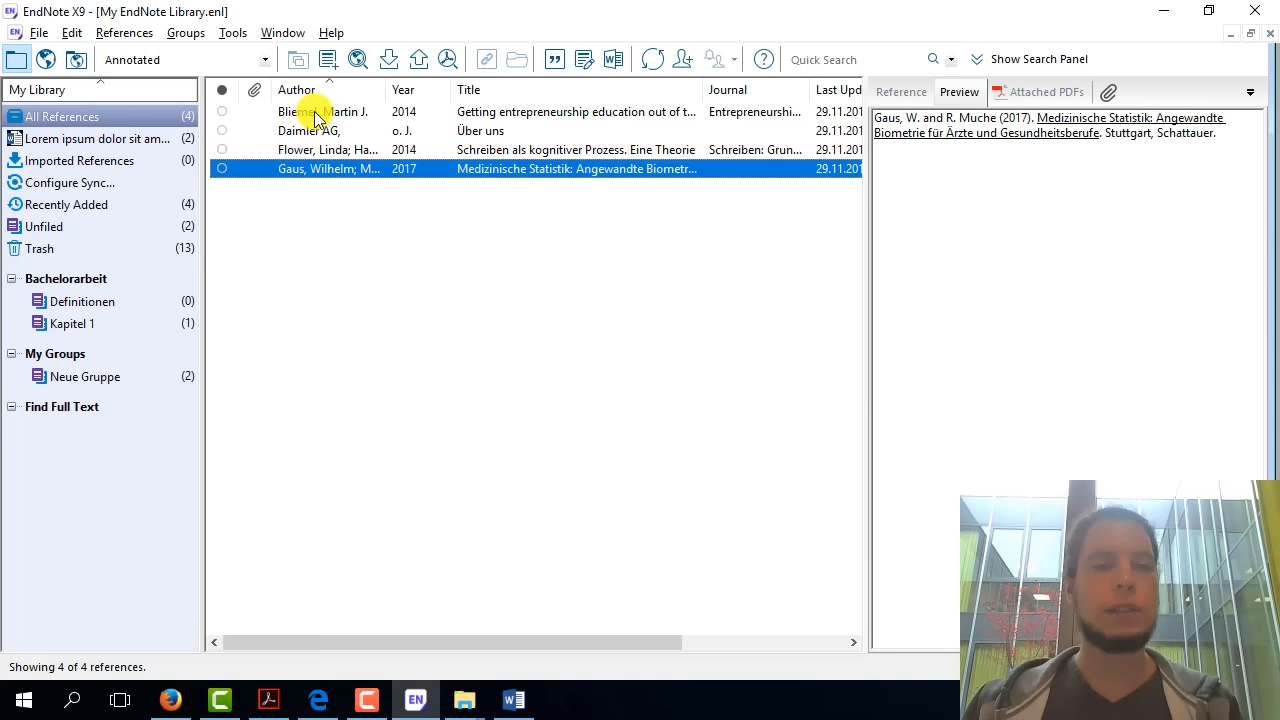 EndNote X9 - [My EndNote Library.enl]
File Edit References Groups Tools Window Help
Annotated
Quick Search
Show Search Panel
My Library
All References (4)
Lorem ipsum dolor sit am... (2)
Imported References (2)
Configure Sync...
Recently Added (4)
Unfiled (2)
Trash (13)
Bachelorarbeit
Definitionen (0)
Kapitel 1 (1)
My Groups
Neue Gruppe (2)
Find Full Text
Author Year Title Journal Last Upd
Bliemel, Martin J. 2014 Getting entrepreneurship education out of t... Entrepreneurshi... 29.11.201
Daimler AG, o. J. Über uns 29.11.201
Flower, Linda; Ha... 2014 Schreiben als kognitiver Prozess. Eine Theorie Schreiben: Grun... 29.11.201
Gaus, Wilhelm; M... 2017 Medizinische Statistik: Angewandte Biometr... 29.11.201
Reference Preview Attached PDFs
Gaus, W. and R. Muche (2017). Medizinische Statistik: Angewandte
Biometrie für Ärzte und Gesundheitsberufe. Stuttgart, Schattauer.
Showing 4 of 4 references.
EN